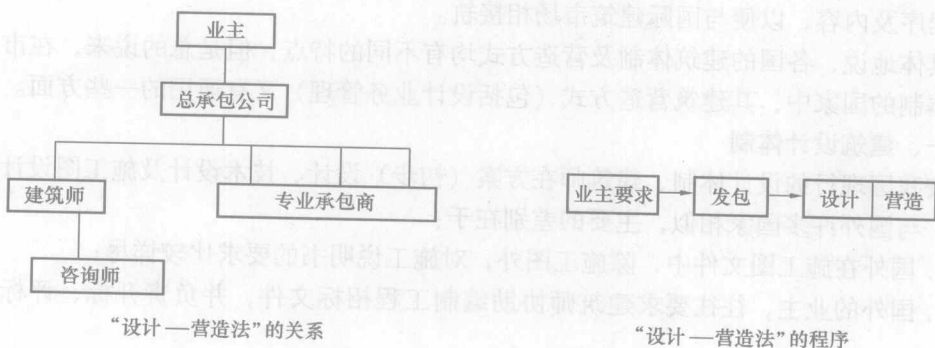 业主
总承包公司
建筑师
专业承包商
咨询师
“设计—营造法”的关系
业主要求
发包
设计 营造
“设计—营造法”的程序